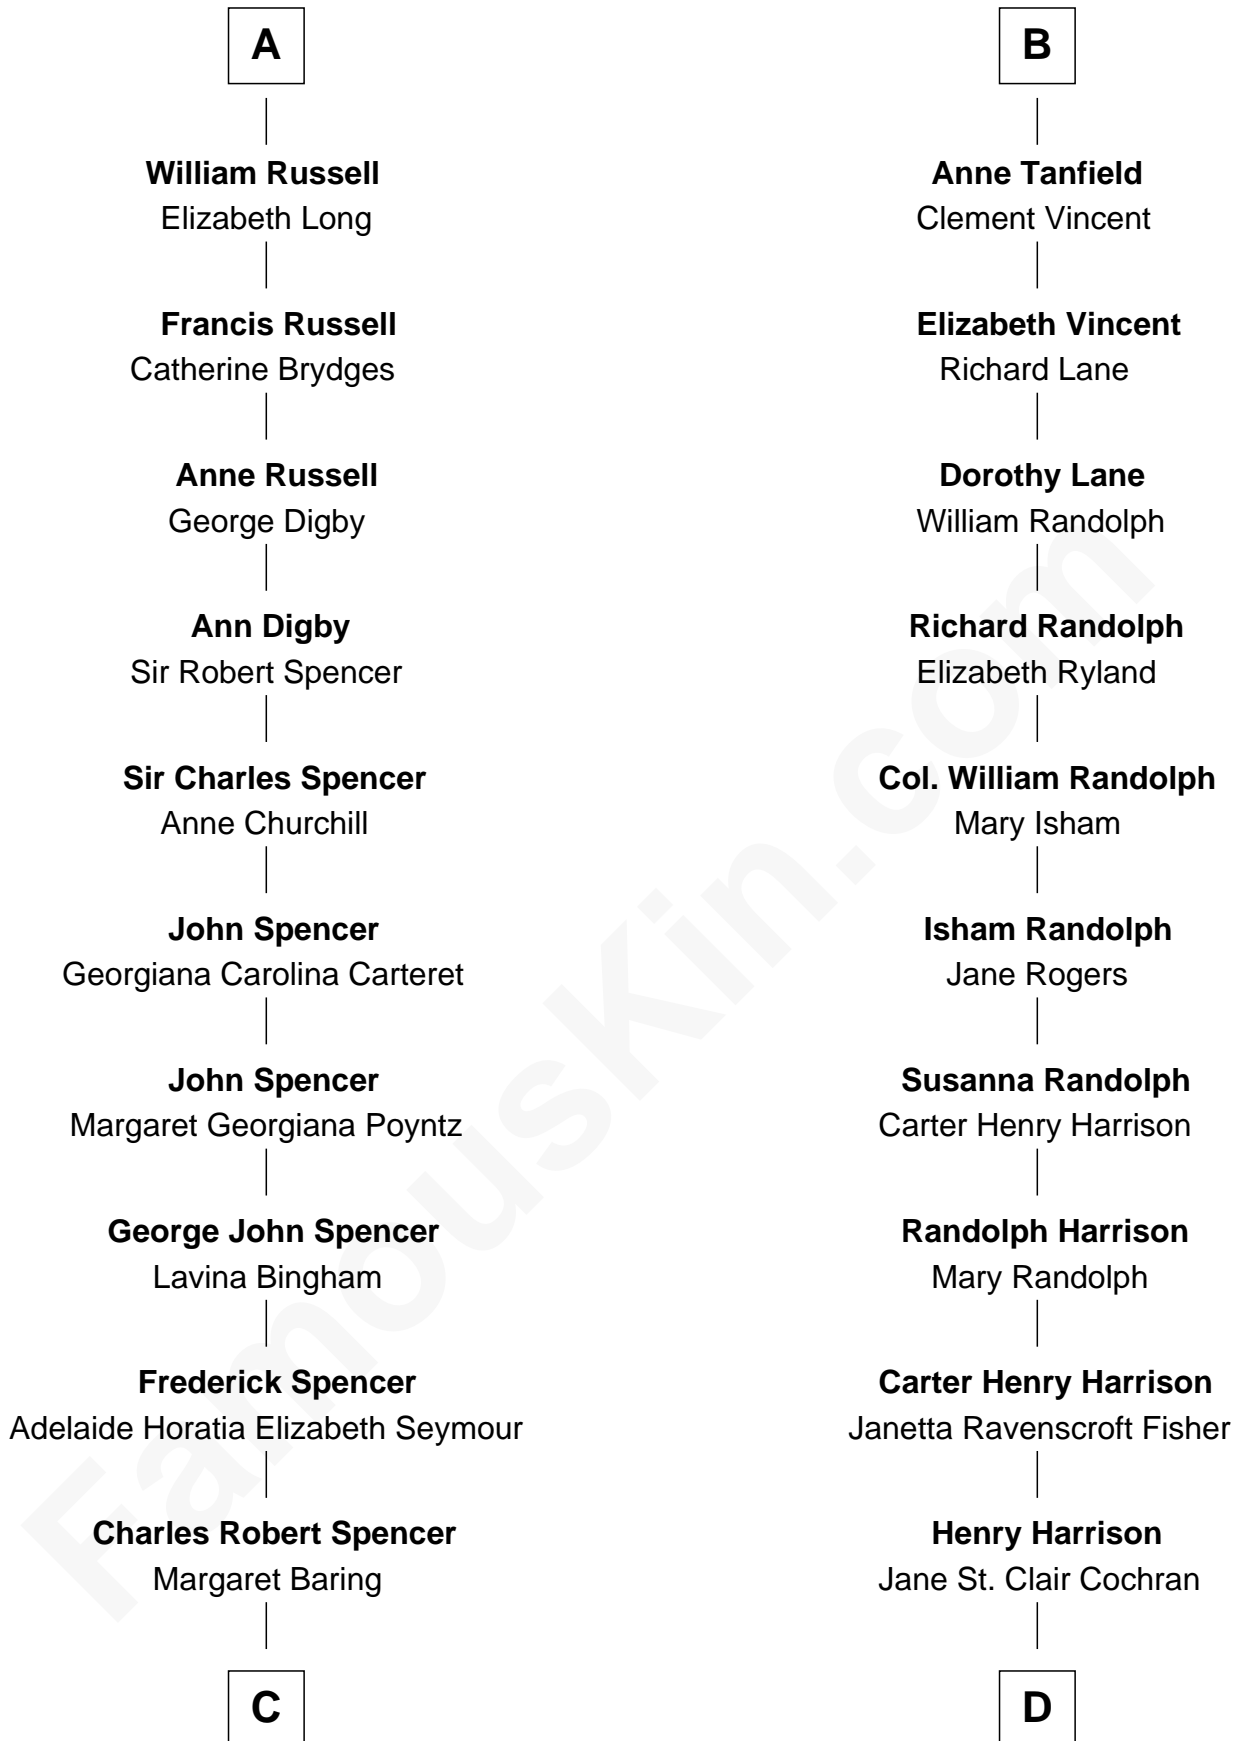 A
William Russell
Elizabeth Long
Francis Russell
Catherine Brydges
Anne Russell
George Digby
Ann Digby
Sir Robert Spencer
Sir Charles Spencer
Anne Churchill
John Spencer
Georgiana Carolina Carteret
John Spencer
Margaret Georgiana Poyntz
George John Spencer
Lavina Bingham
Frederick Spencer
Adelaide Horatia Elizabeth Seymour
Charles Robert Spencer
Margaret Baring
C
B
Anne Tanfield
Clement Vincent
Elizabeth Vincent
Richard Lane
Dorothy Lane
William Randolph
Richard Randolph
Elizabeth Ryland
Col. William Randolph
Mary Isham
Isham Randolph
Jane Rogers
Susanna Randolph
Carter Henry Harrison
Randolph Harrison
Mary Randolph
Carter Henry Harrison
Janetta Ravenscroft Fisher
Henry Harrison
Jane St. Clair Cochran
D
FamousKin.com